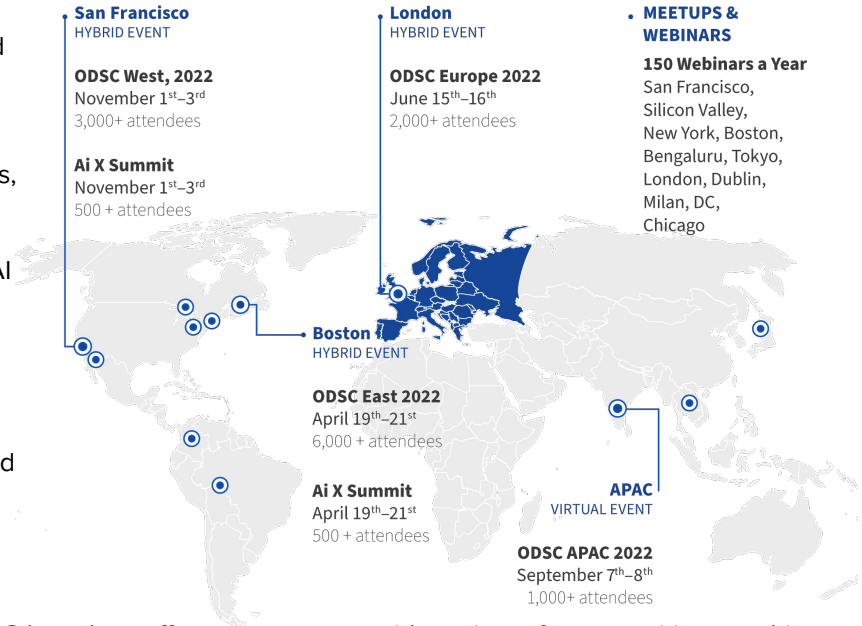 San Francisco
HYBRID EVENT
ODSC West, 2022
November 1st–3rd
3,000+ attendees
Ai X Summit
November 1st–3rd
500 + attendees
London
HYBRID EVENT
ODSC Europe 2022
June 15th–16th
2,000+ attendees
MEETUPS &
WEBINARS
150 Webinars a Year
San Francisco,
Silicon Valley,
New York, Boston,
Bengaluru, Tokyo,
London, Dublin,
Milan, DC,
Chicago
Boston
HYBRID EVENT
ODSC East 2022
April 19th–21st
6,000 + attendees
Ai X Summit
April 19th–21st
500 + attendees
APAC
VIRTUAL EVENT
ODSC APAC 2022
September 7th–8th
1,000+ attendees